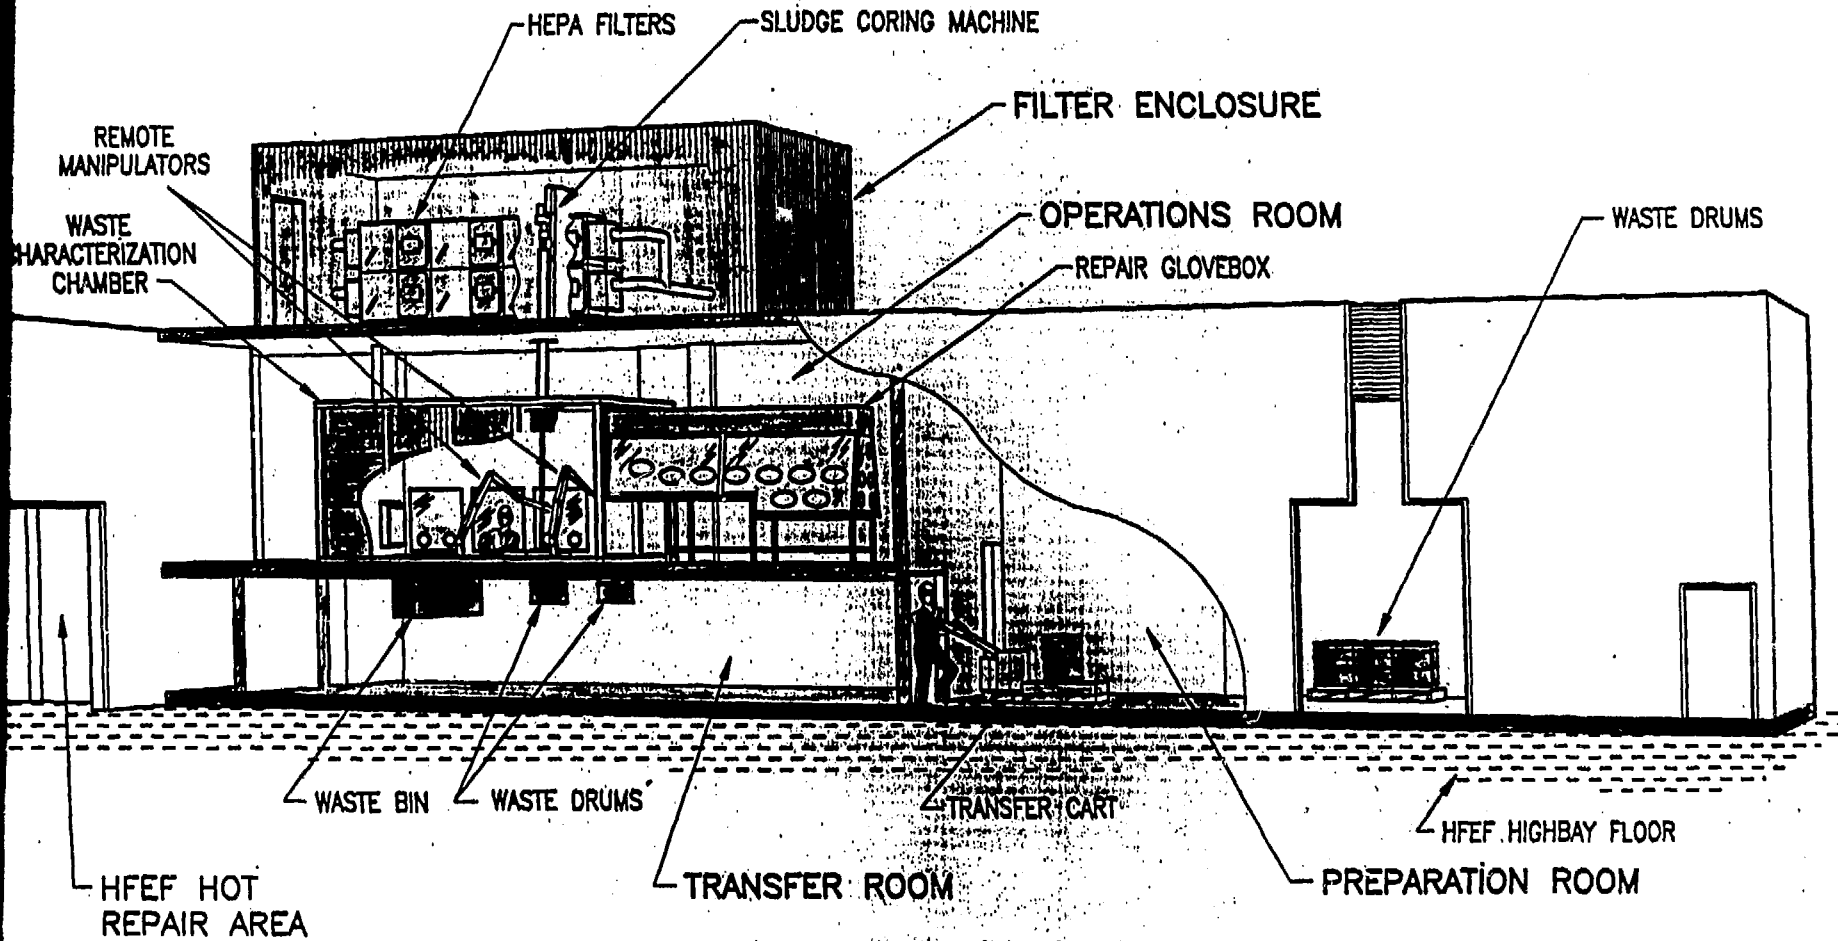 HEPA FILTERS
SLUDGE CORING MACHINE
FILTER ENCLOSURE
REMOTE
MANIPULATORS
OPERATIONS ROOM
WASTE DRUMS
WASTE
HARACTERIZATION
CHAMBER
REPAIR GLOVEBOX
WASTE BIN
WASTE DRUMS
TRANSFER CART
HFEF HIGHBAY FLOOR
HFEF HOT
REPAIR AREA
TRANSFER ROOM
PREPARATION ROOM